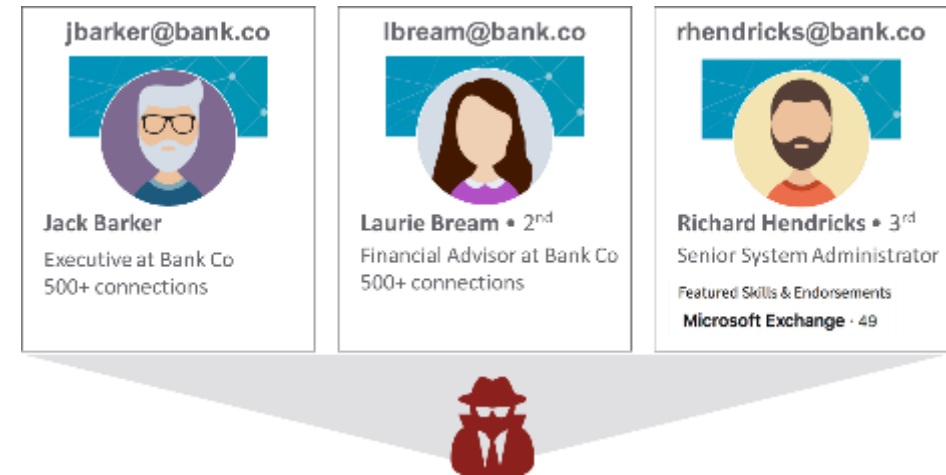 jbarker@bank.co
Jack Barker
Executive at Bank Co
500+ connections
lbream@bank.co
Laurie Bream • 2nd
Financial Advisor at Bank Co
500+ connections
rhendricks@bank.co
Richard Hendricks • 3rd
Senior System Administrator
Featured Skills & Endorsements
Microsoft Exchange · 49